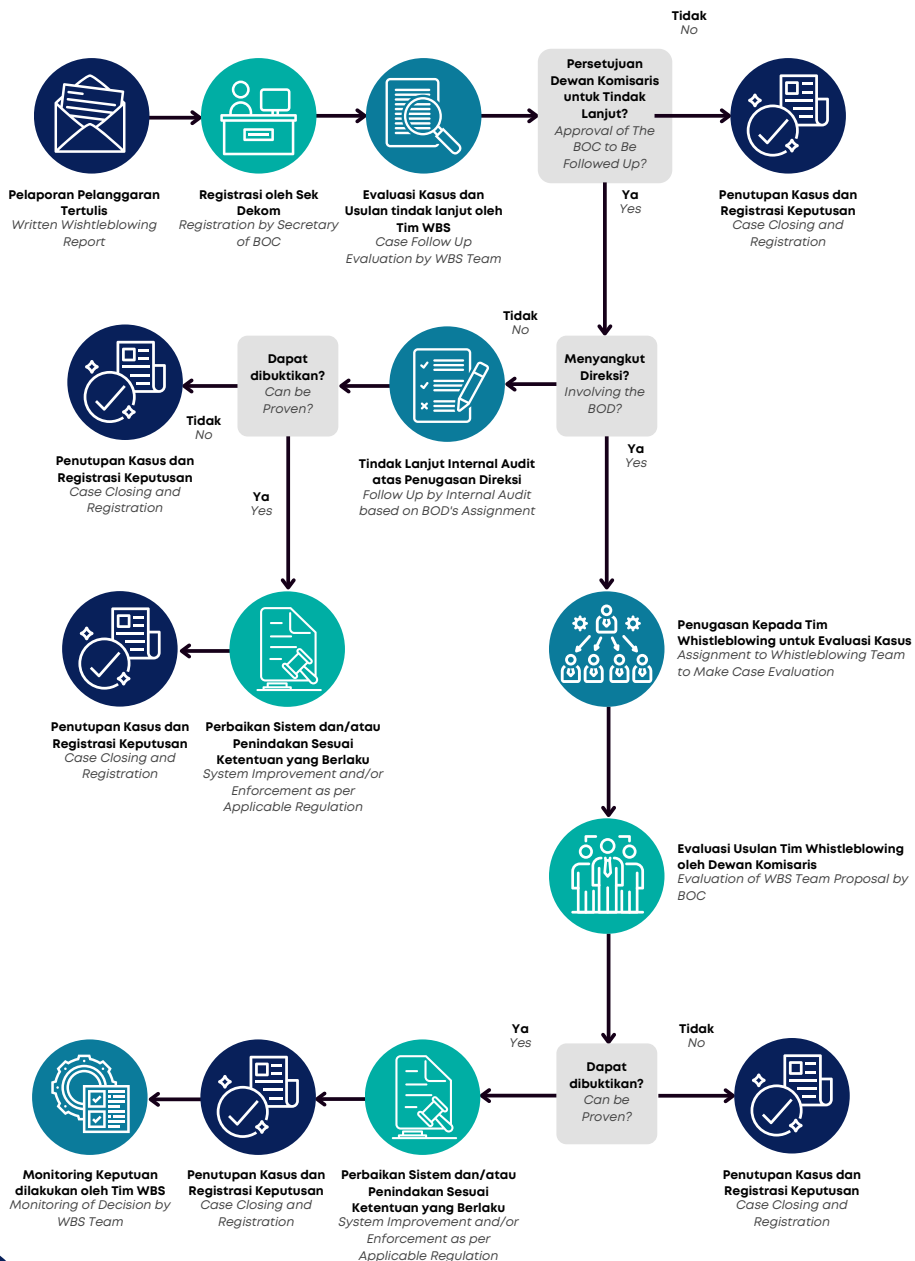 Tidak
No
Persetujuan
Dewan Komisaris
untuk Tindak
Lanjut?
Approval of The
BOC to Be
Followed Up?
Pelaporan Pelanggaran
Tertulis
Written Wishtleblowing
Report
Registrasi oleh Sek
Dekom
Registration by Secretary
of BOC
Evaluasi Kasus dan
Usulan tindak lanjut oleh
Tim WBS
Case Follow Up
Evaluation by WBS Team
Ya
Yes
Penutupan Kasus dan
Registrasi Keputusan
Case Closing and
Registration
Tidak
No
Menyangkut
Direksi?
Involving the
BOD?
Dapat
dibuktikan?
Can be
Proven?
Tidak
No
Penutupan Kasus dan
Registrasi Keputusan
Case Closing and
Registration
Ya
Yes
Tindak Lanjut Internal Audit
atas Penugasan Direksi
Follow Up by Internal Audit
based on BOD's Assignment
Ya
Yes
Penugasan Kepada Tim
Whistleblowing untuk Evaluasi Kasus
Assignment to Whistleblowing Team
to Make Case Evaluation
Penutupan Kasus dan
Registrasi Keputusan
Case Closing and
Registration
Perbaikan Sistem dan/atau
Penindakan Sesuai
Ketentuan yang Berlaku
System Improvement and/or
Enforcement as per
Applicable Regulation
Evaluasi Usulan Tim Whistleblowing
oleh Dewan Komisaris
Evaluation of WBS Team Proposal by
BOC
Ya
Yes
Tidak
No
Dapat
dibuktikan?
Can be
Proven?
Monitoring Keputuan
dilakukan oleh Tim WBS
Monitoring of Decision by
WBS Team
Penutupan Kasus dan
Registrasi Keputusan
Case Closing and
Registration
Perbaikan Sistem dan/atau
Penindakan Sesuai
Ketentuan yang Berlaku
System Improvement and/or
Enforcement as per
Applicable Regulation
Penutupan Kasus dan
Registrasi Keputusan
Case Closing and
Registration